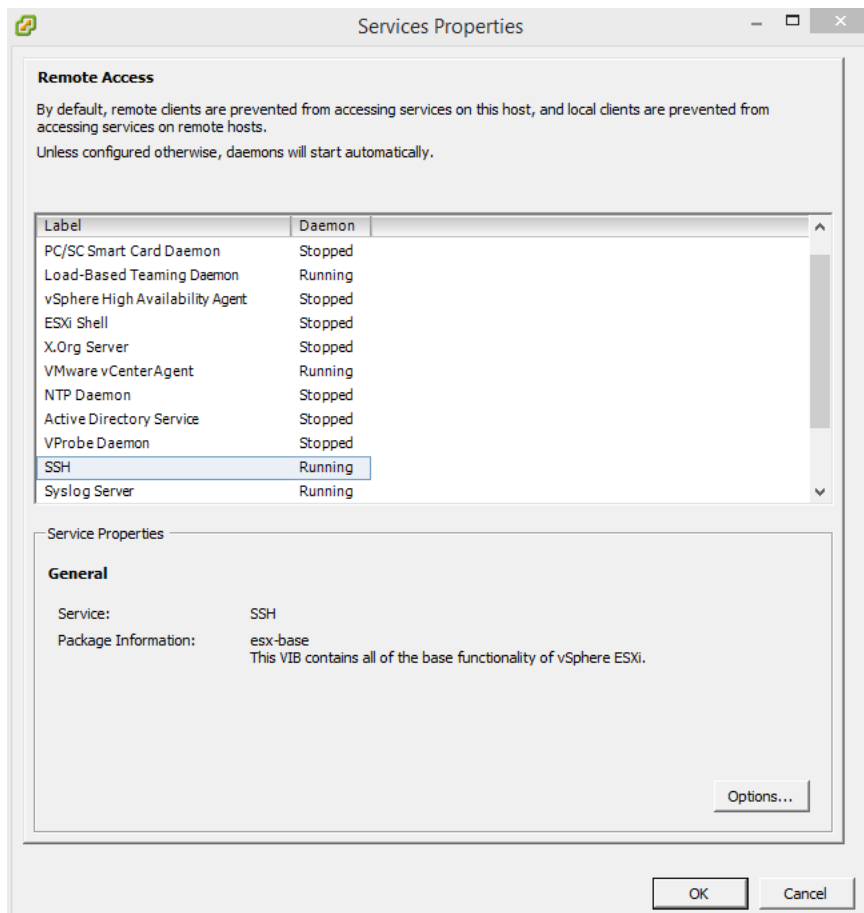 Services Properties
Remote Access
By default, remote clients are prevented from accessing services on this host, and local clients are prevented from
accessing services on remote hosts.
Unless configured otherwise, daemons will start automatically.
Label Daemon
PC/SC Smart Card Daemon Stopped
Load-Based Teaming Daemon Running
vSphere High Availability Agent Stopped
ESXi Shell Stopped
X.Org Server Stopped
VMware vCenter Agent Running
NTP Daemon Stopped
Active Directory Service Stopped
VProbe Daemon Stopped
SSH Running
Syslog Server Running
Service Properties
General
Service: SSH
Package Information: esx-base
This VIB contains all of the base functionality of vSphere ESXi.
Options...
OK Cancel